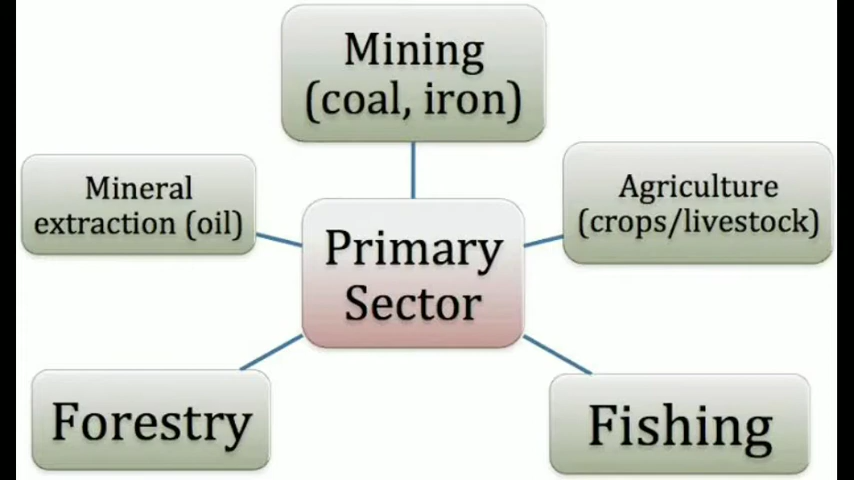 Mining
(coal, iron)
Mineral
extraction (oil)
Agriculture
(crops/livestock)
Primary
Sector
Forestry
Fishing